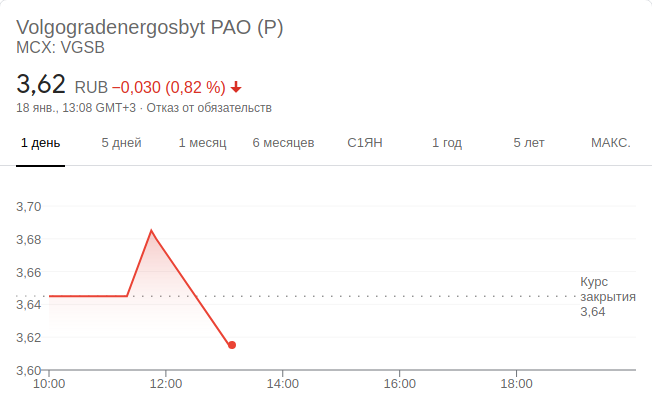 Volgogradenergosbyt PAO (P)
MCX: VGSB
3,62 RUB −0,030 (0,82 %)
18 янв., 13:08 GMT+3 · Отказ от обязательств
1 день 5 дней 1 месяц 6 месяцев С1ЯН 1 год 5 лет МАКС.
3,70
3,68
3,66
3,64
3,62
3,60
Курс
закрытия
3,64
10:00 12:00 14:00 16:00 18:00